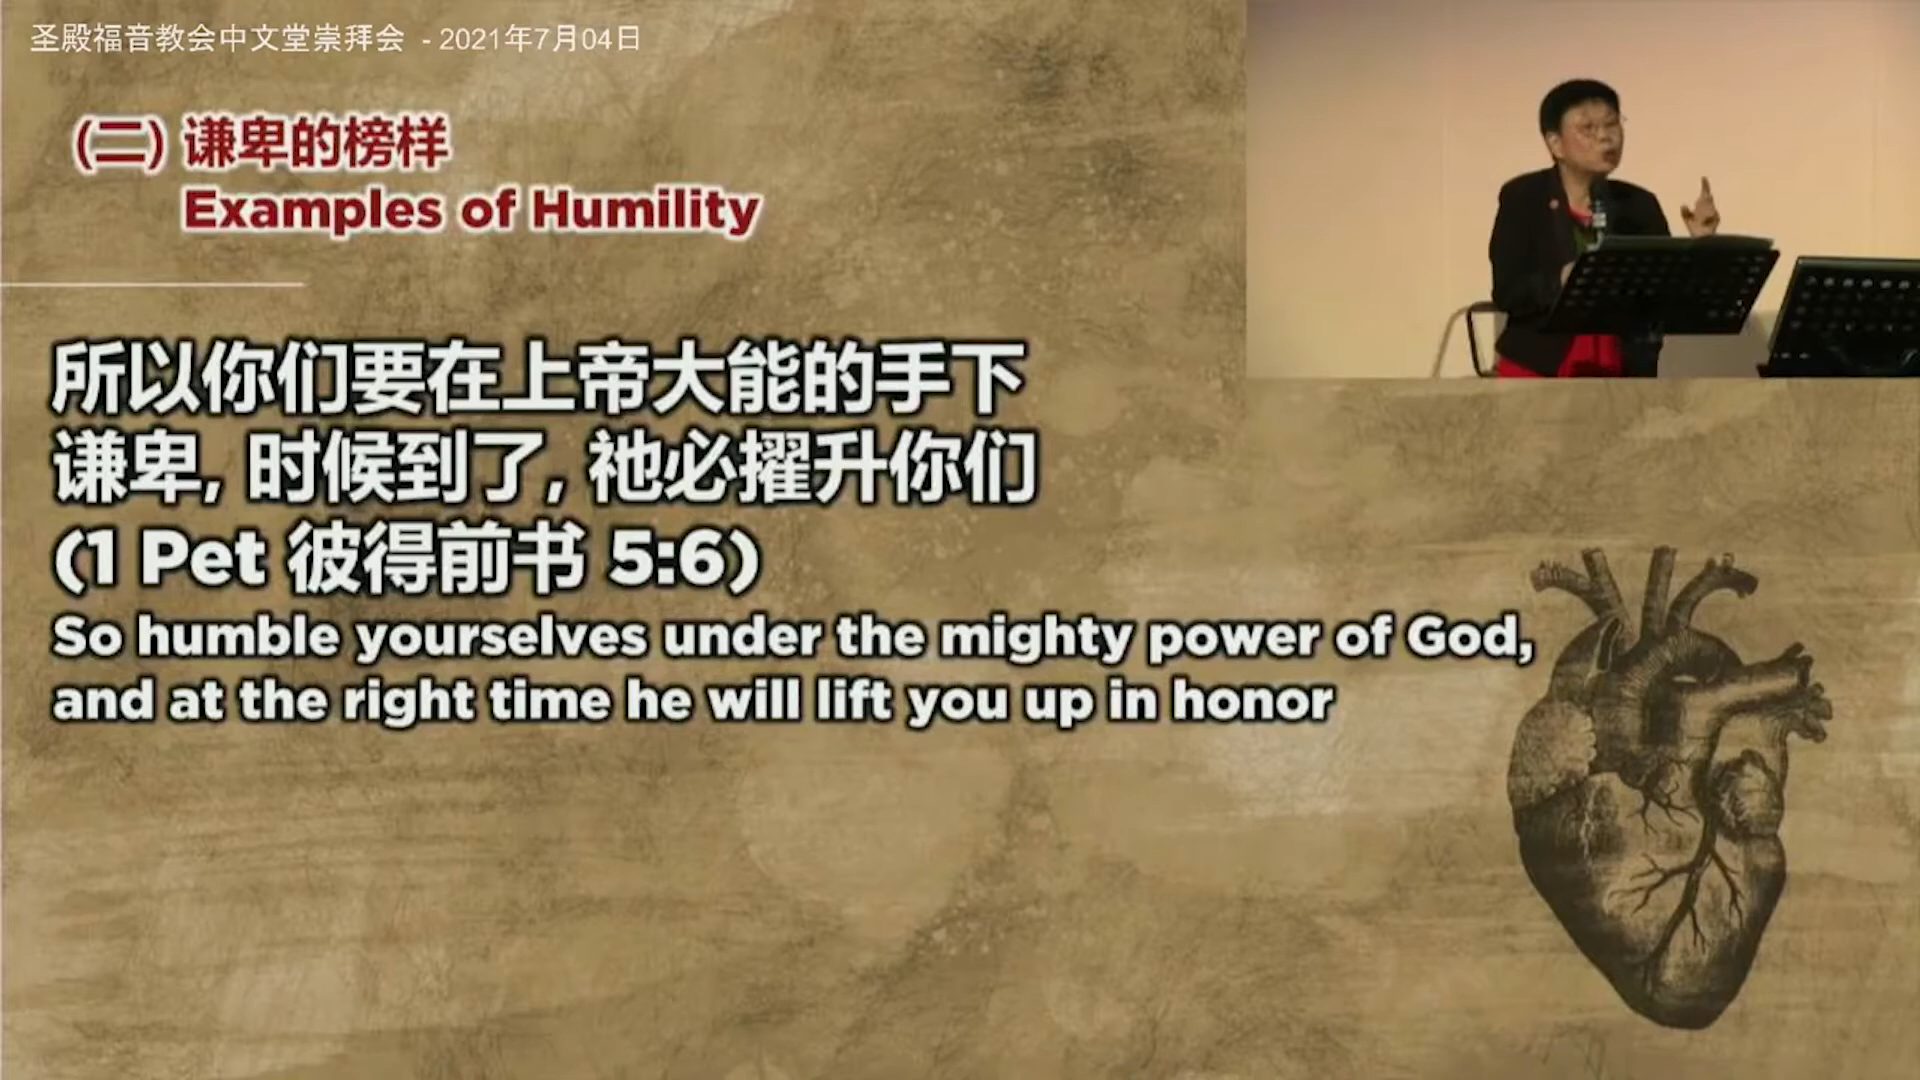 圣殿福音教会中文堂崇拜会 - 2021年7月04日
(二) 谦卑的榜样
Examples of Humility
所以你们要在上帝大能的手下
谦卑, 时候到了, 祂必擢升你们
(1 Pet 彼得前书 5:6)
So humble yourselves under the mighty power of God,
and at the right time he will lift you up in honor